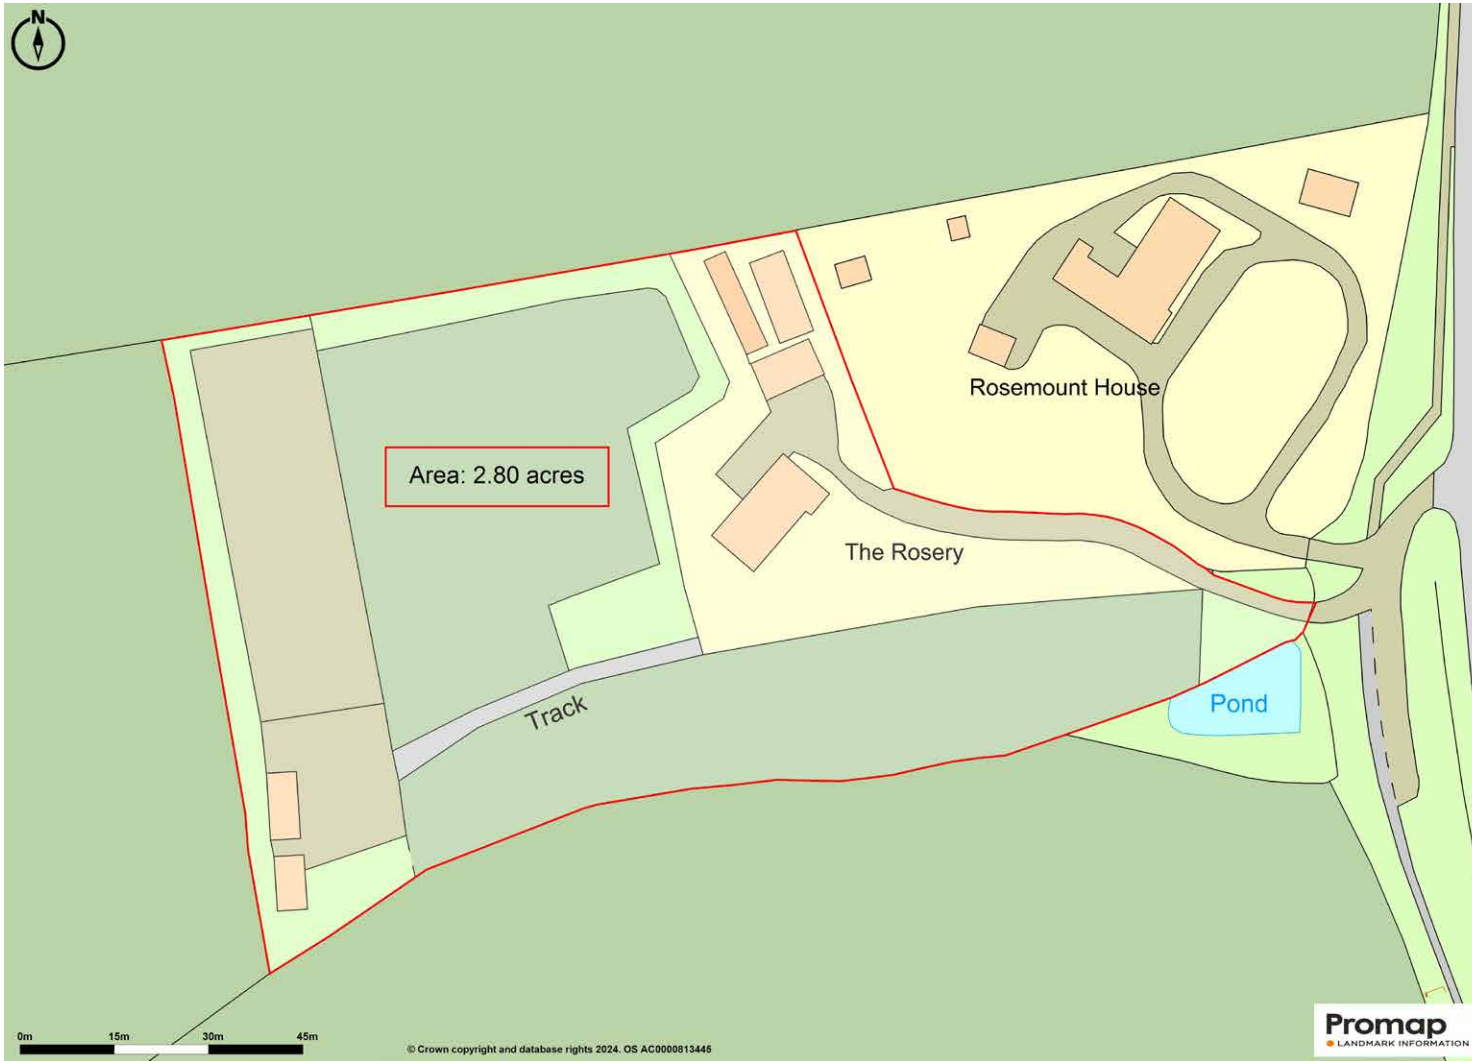 N
Rosemount House
Area: 2.80 acres
The Rosery
Track
Pond
0m 15m 30m 45m
© Crown copyright and database rights 2024. OS AC0000813445
Promap
LANDMARK INFORMATION